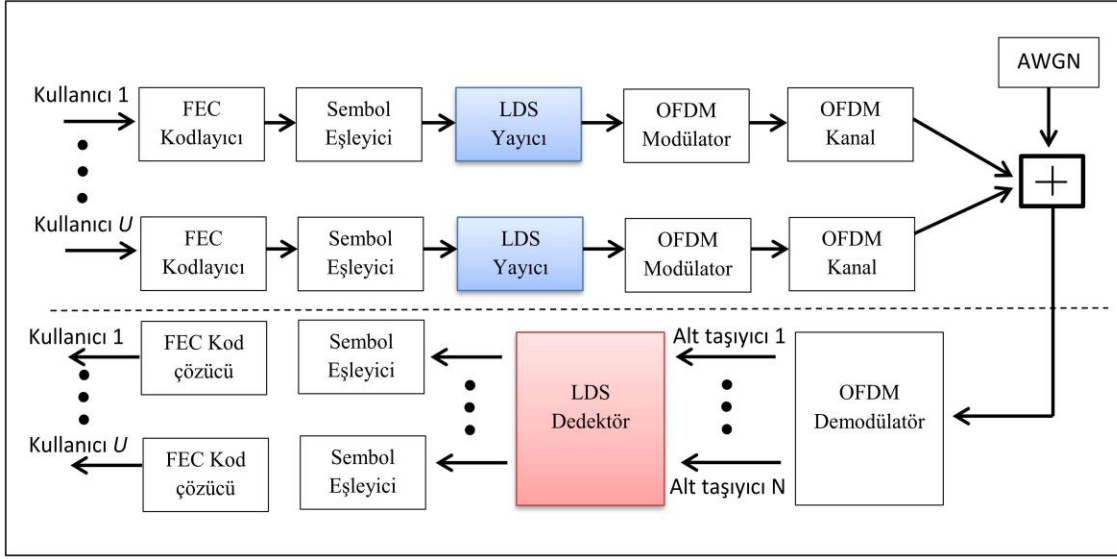 AWGN
Kullanıcı 1
FEC
Kodlayıcı
Sembol
Eşleyici
LDS
Yayıcı
OFDM
Modülator
OFDM
Kanal
+
Kullanıcı U
FEC
Kodlayıcı
Sembol
Eşleyici
LDS
Yayıcı
OFDM
Modülator
OFDM
Kanal
Kullanıcı 1
FEC Kod
çözücü
Sembol
Eşleyici
LDS
Dedektör
Alt taşıyıcı 1
OFDM
Demodülatör
Kullanıcı U
FEC Kod
çözücü
Sembol
Eşleyici
Alt taşıyıcı N